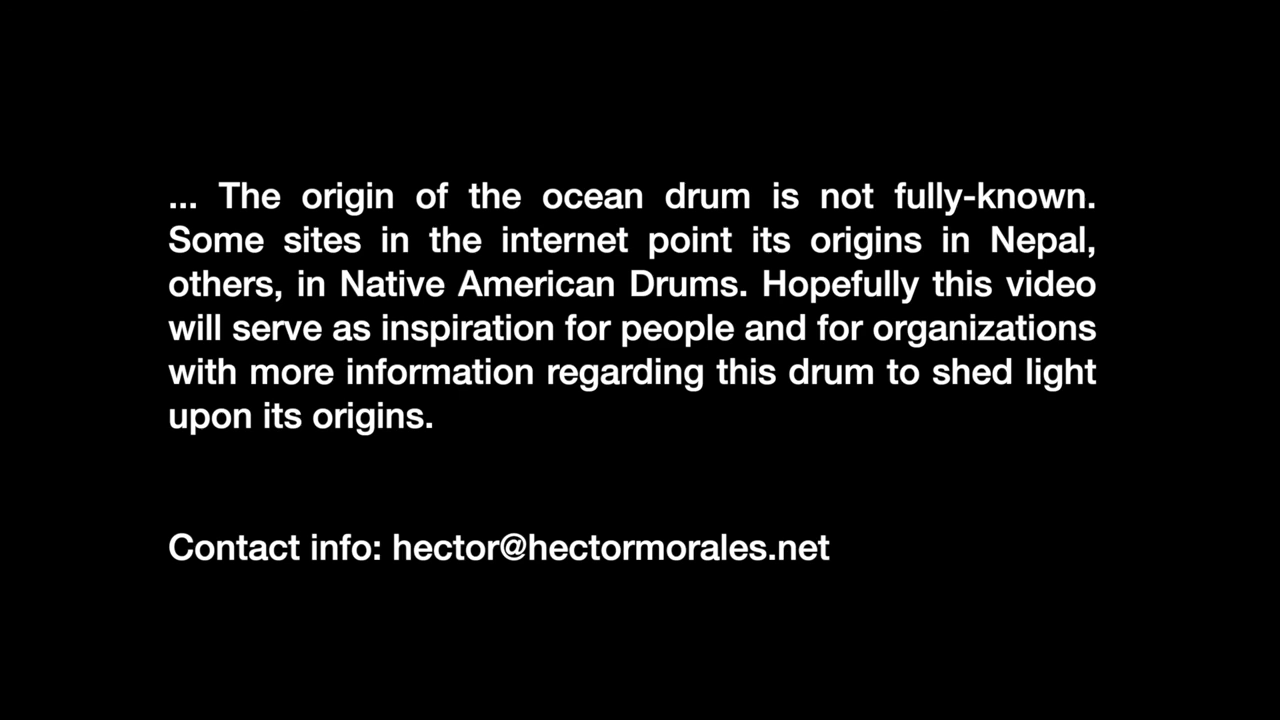 ... The origin of the ocean drum is not fully-known.
Some sites in the internet point its origins in Nepal,
others, in Native American Drums. Hopefully this video
will serve as inspiration for people and for organizations
with more information regarding this drum to shed light
upon its origins.
Contact info: hector@hectormorales.net